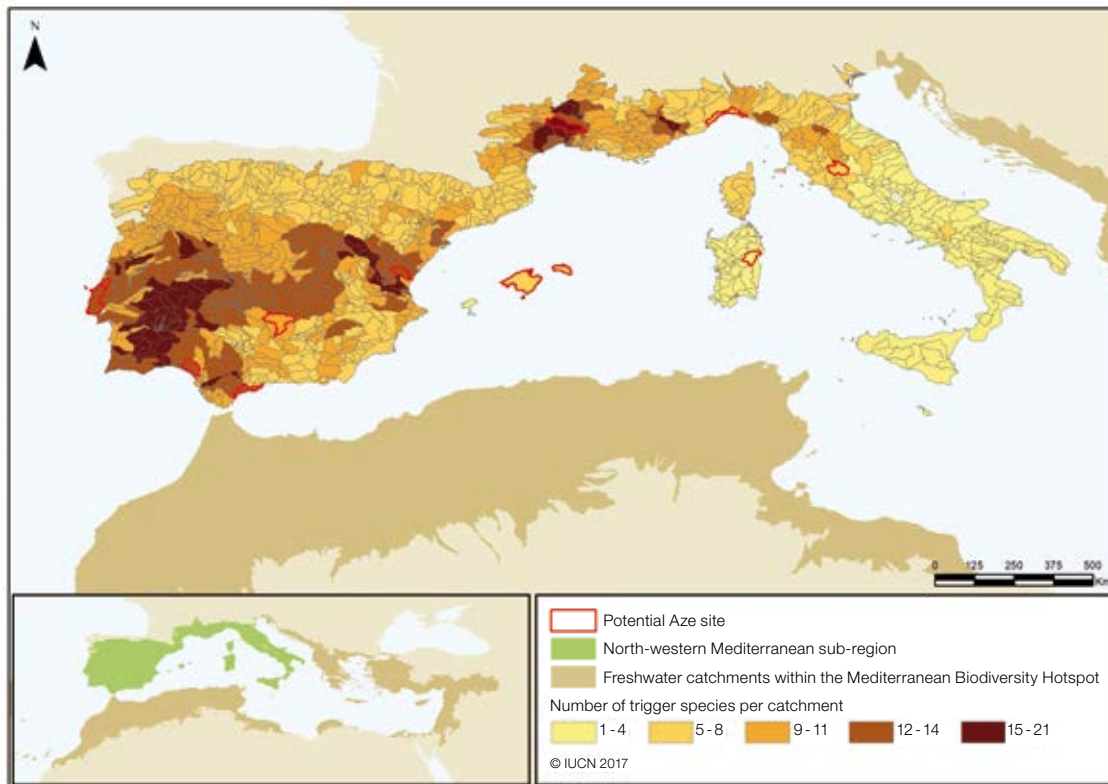 N
0 125 250 375 500
Km
Potential Aze site
North-western Mediterranean sub-region
Freshwater catchments within the Mediterranean Biodiversity Hotspot
Number of trigger species per catchment
1 - 4 5 - 8 9 - 11 12 - 14 15 - 21
© IUCN 2017